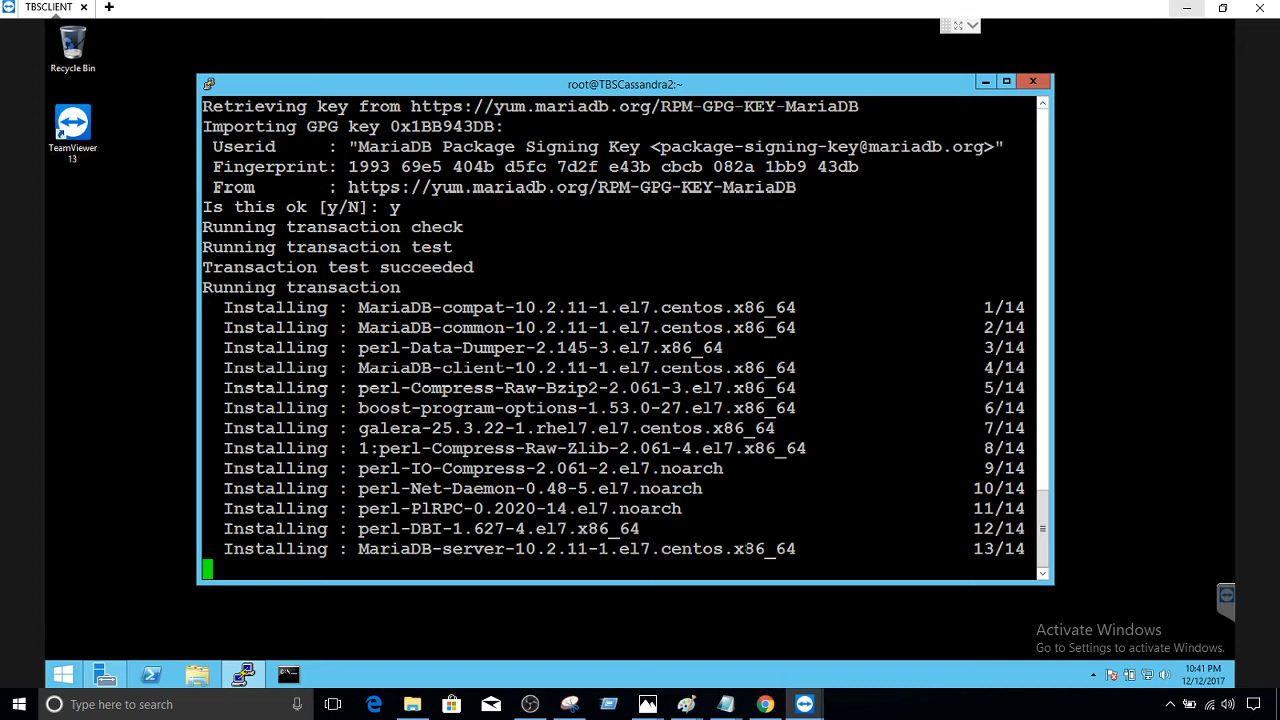 TBSCLIENT
Recycle Bin
TeamViewer
13
root@TBSCassandra2:~
Retrieving key from https://yum.mariadb.org/RPM-GPG-KEY-MariaDB
Importing GPG key 0x1BB943DB:
Userid     : "MariaDB Package Signing Key <package-signing-key@mariadb.org>"
Fingerprint: 1993 69e5 404b d5fc 7d2f e43b cbcb 082a 1bb9 43db
From       : https://yum.mariadb.org/RPM-GPG-KEY-MariaDB
Is this ok [y/N]: y
Running transaction check
Running transaction test
Transaction test succeeded
Running transaction
Installing : MariaDB-compat-10.2.11-1.el7.centos.x86_64 1/14
Installing : MariaDB-common-10.2.11-1.el7.centos.x86_64 2/14
Installing : perl-Data-Dumper-2.145-3.el7.x86_64 3/14
Installing : MariaDB-client-10.2.11-1.el7.centos.x86_64 4/14
Installing : perl-Compress-Raw-Bzip2-2.061-3.el7.x86_64 5/14
Installing : boost-program-options-1.53.0-27.el7.x86_64 6/14
Installing : galera-25.3.22-1.rhel7.el7.centos.x86_64 7/14
Installing : 1:perl-Compress-Raw-Zlib-2.061-4.el7.x86_64 8/14
Installing : perl-IO-Compress-2.061-2.el7.noarch 9/14
Installing : perl-Net-Daemon-0.48-5.el7.noarch 10/14
Installing : perl-PlRPC-0.2020-14.el7.noarch 11/14
Installing : perl-DBI-1.627-4.el7.x86_64 12/14
Installing : MariaDB-server-10.2.11-1.el7.centos.x86_64 13/14
Activate Windows
Go to Settings to activate Windows.
10:41 PM
12/12/2017
Type here to search